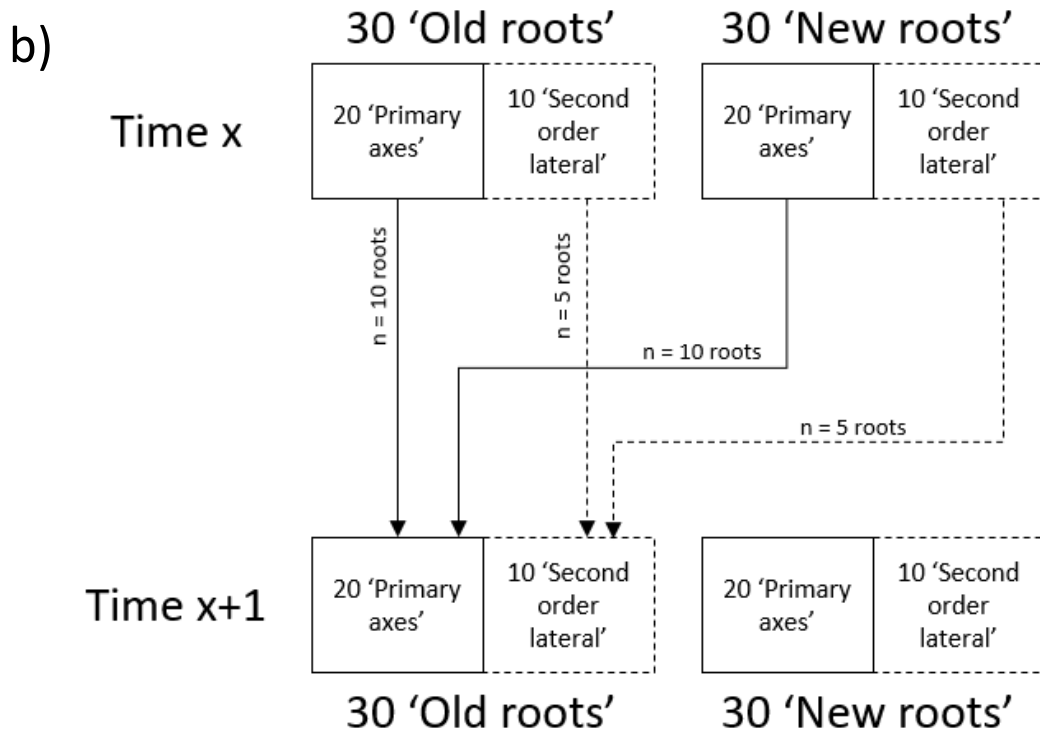 b)
30 ‘Old roots’
30 ‘New roots’
Time x
20 ‘Primary
axes’
10 ‘Second
order
lateral’
20 ‘Primary
axes’
10 ‘Second
order
lateral’
n = 10 roots
n = 5 roots
n = 10 roots
n = 5 roots
Time x+1
20 ‘Primary
axes’
10 ‘Second
order
lateral’
20 ‘Primary
axes’
10 ‘Second
order
lateral’
30 ‘Old roots’
30 ‘New roots’